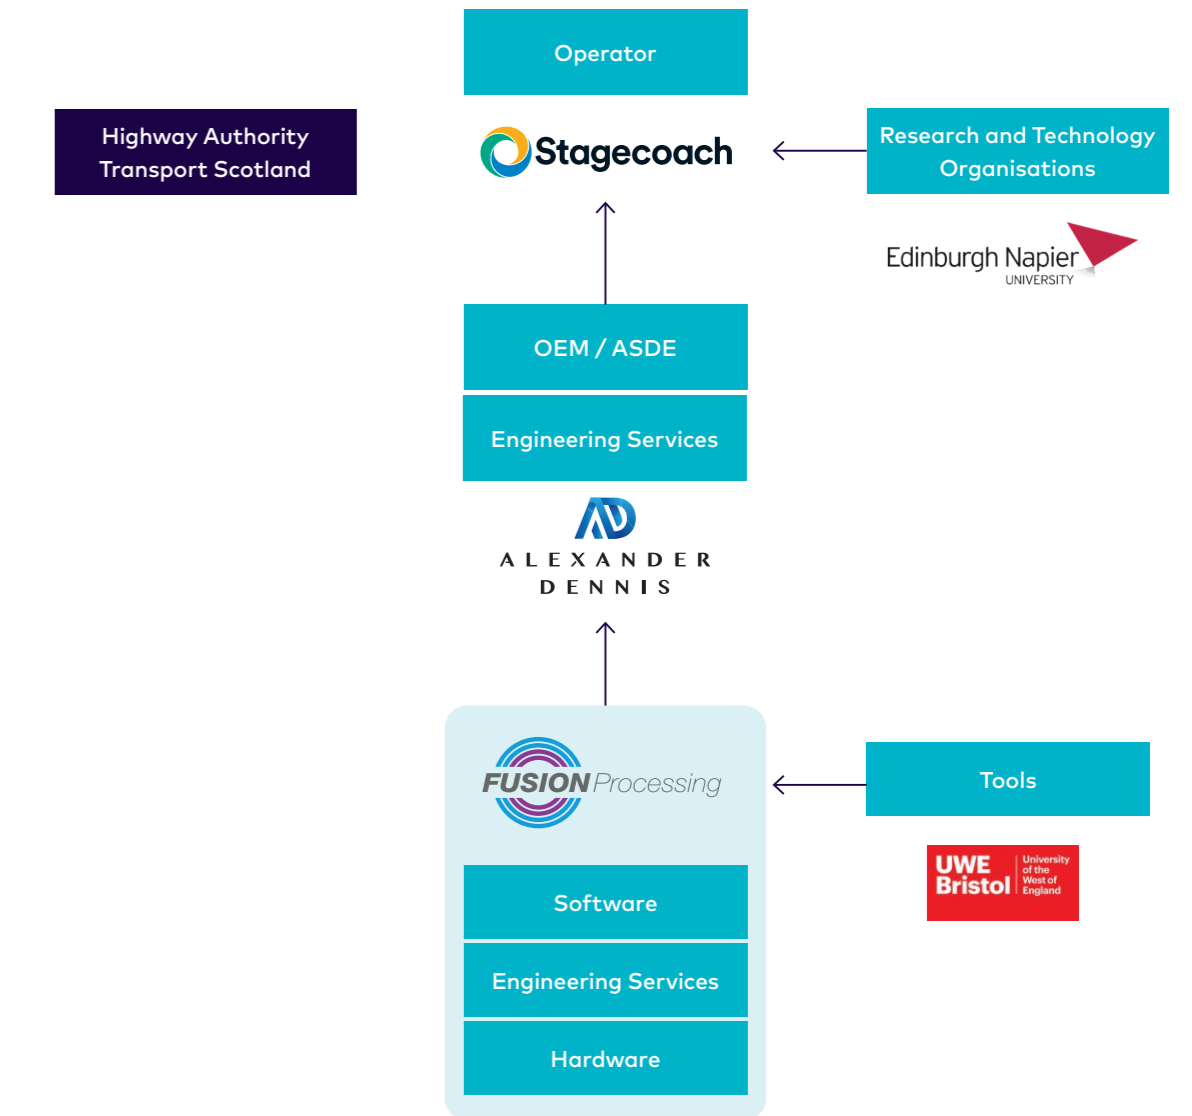 Operator
Highway Authority
Transport Scotland
Stagecoach
Research and Technology
Organisations
Edinburgh Napier
UNIVERSITY
OEM / ASDE
Engineering Services
AD
ALEXANDER
DENNIS
FUSION Processing
Tools
UWE
Bristol
University
of the
West of
England
Software
Engineering Services
Hardware